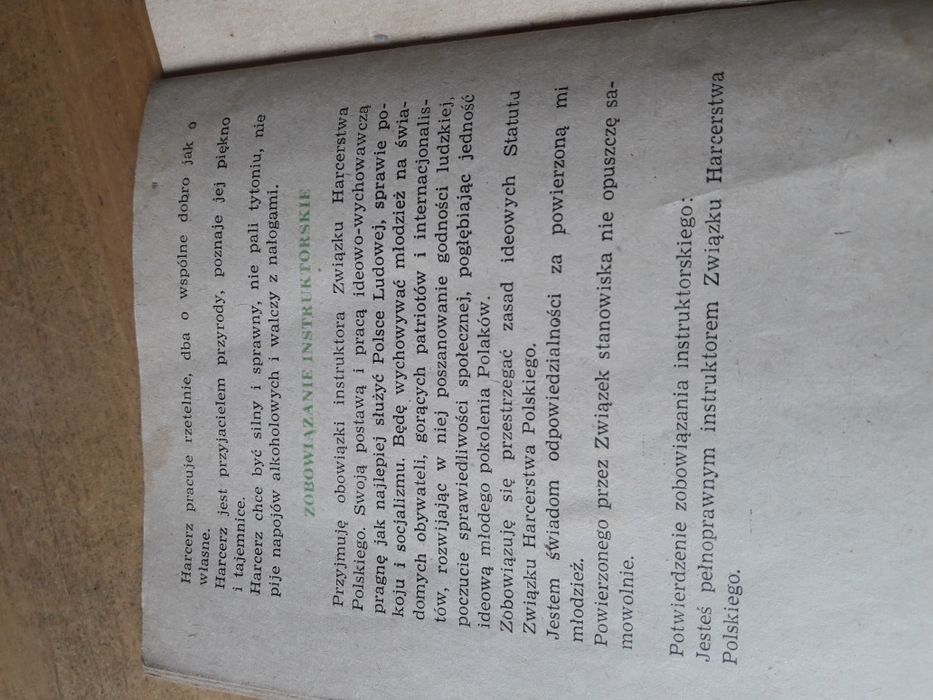 Harcerz pracuje rzetelnie, dba o wspólne dobro jak o
własne.
Harcerz jest przyjacielem przyrody, poznaje jej piękno
i tajemnice.
Harcerz chce być silny i sprawny, nie pali tytoniu, nie
pije napojów alkoholowych i walczy z nałogami.
ZOBOWIĄZANIE INSTRUKTORSKIE
Przyjmuję obowiązki instruktora Związku Harcerstwa
Polskiego. Swoją postawą i pracą ideowo-wychowawczą
pragnę jak najlepiej służyć Polsce Ludowej, sprawie po-
koju i socjalizmu. Będę wychowywać młodzież na świa-
domych obywateli, gorących patriotów i internacjonalis-
tów, rozwijając w niej poszanowanie godności ludzkiej,
poczucie sprawiedliwości społecznej, pogłębiając jedność
ideową młodego pokolenia Polaków.
Zobowiązuję się przestrzegać zasad ideowych Statutu
Związku Harcerstwa Polskiego.
Jestem świadom odpowiedzialności za powierzoną mi
młodzież.
Powierzonego przez Związek stanowiska nie opuszczę sa-
mowolnie.
Potwierdzenie zobowiązania instruktorskiego:
Jesteś pełnoprawnym instruktorem Związku Harcerstwa
Polskiego.